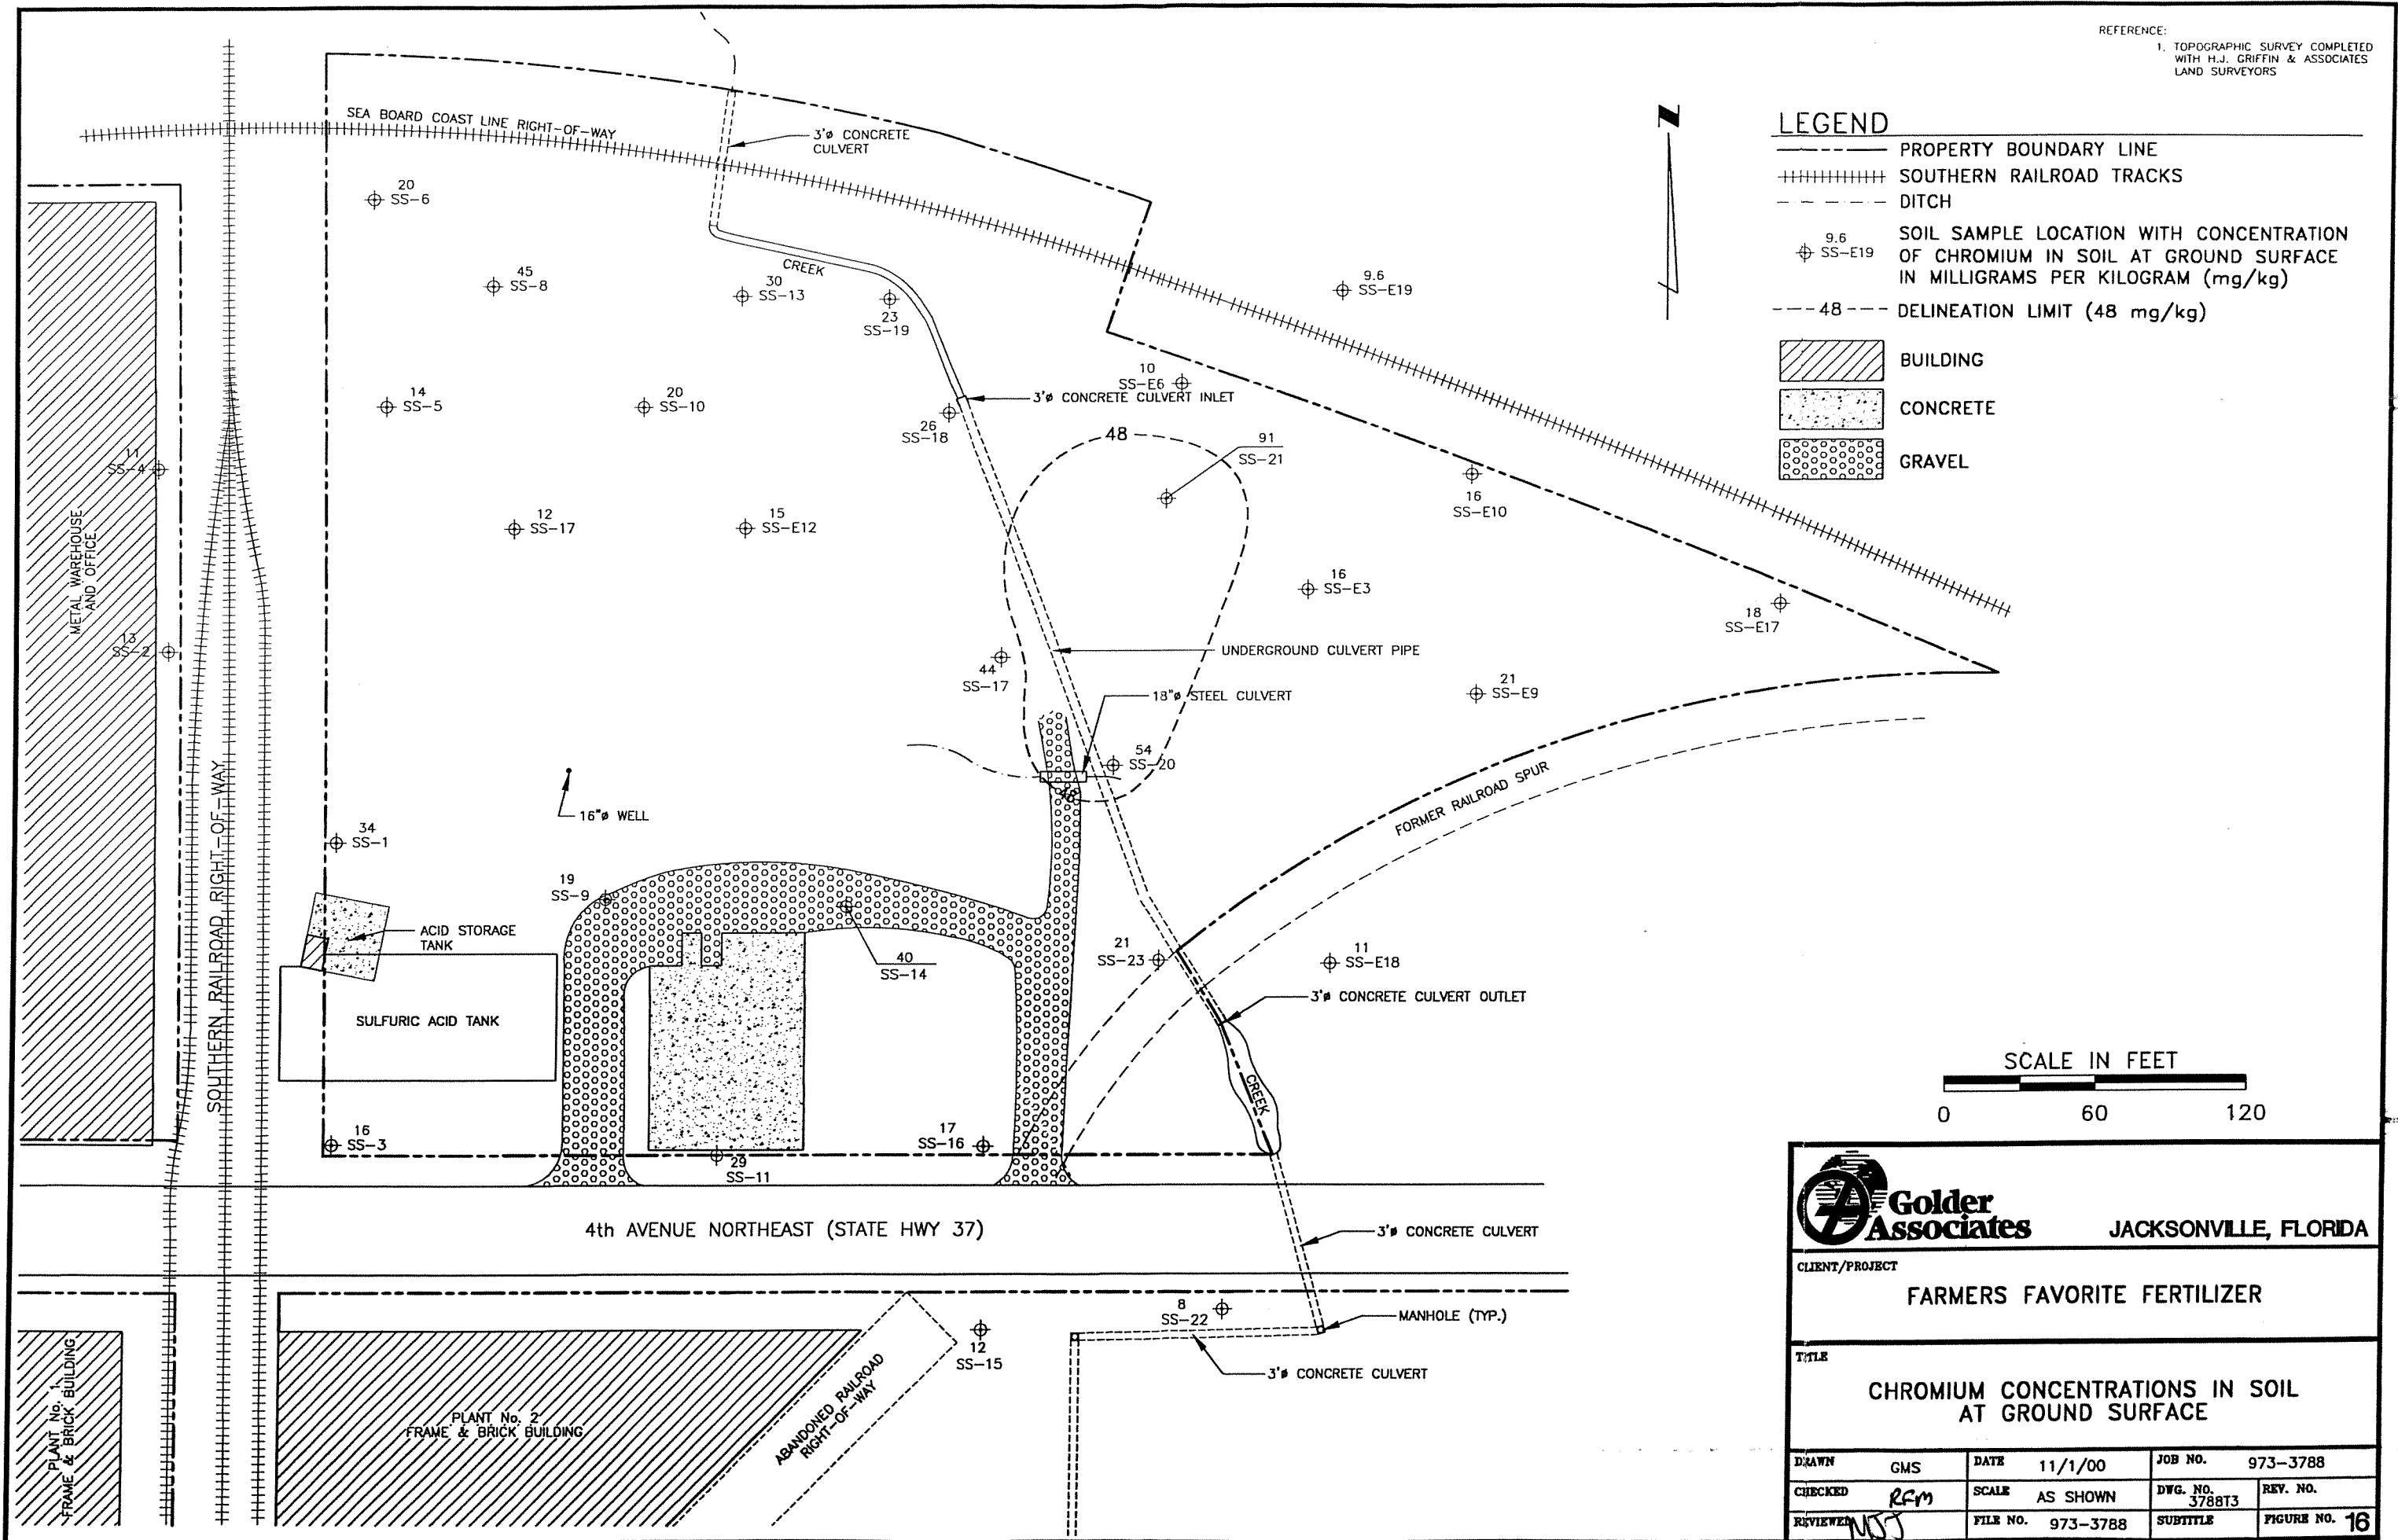 REFERENCE:
1. TOPOGRAPHIC SURVEY COMPLETED
WITH H.J. GRIFFIN & ASSOCIATES
LAND SURVEYORS
LEGEND
PROPERTY BOUNDARY LINE
SOUTHERN RAILROAD TRACKS
DITCH
9.6
SS-E19
SOIL SAMPLE LOCATION WITH CONCENTRATION
OF CHROMIUM IN SOIL AT GROUND SURFACE
IN MILLIGRAMS PER KILOGRAM (mg/kg)
48
DELINEATION LIMIT (48 mg/kg)
BUILDING
CONCRETE
GRAVEL
SEA BOARD COAST LINE RIGHT-OF-WAY
3'ø CONCRETE
CULVERT
20
SS-6
45
SS-8
30
SS-13
CREEK
23
SS-19
9.6
SS-E19
10
SS-E6
3'ø CONCRETE CULVERT INLET
14
SS-5
20
SS-10
26
SS-18
48
91
SS-21
11
SS-4
16
SS-E10
12
SS-17
15
SS-E12
METAL WAREHOUSE
AND OFFICE
16
SS-E3
18
SS-E17
13
SS-2
UNDERGROUND CULVERT PIPE
44
SS-17
18"ø STEEL CULVERT
21
SS-E9
54
SS-20
48
16"ø WELL
FORMER RAILROAD SPUR
34
SS-1
SOUTHERN RAILROAD RIGHT-OF-WAY
19
SS-9
ACID STORAGE
TANK
40
SS-14
21
SS-23
11
SS-E18
3'ø CONCRETE CULVERT OUTLET
SULFURIC ACID TANK
CREEK
16
SS-3
17
SS-16
29
SS-11
4th AVENUE NORTHEAST (STATE HWY 37)
3'ø CONCRETE CULVERT
8
SS-22
MANHOLE (TYP.)
12
SS-15
3'ø CONCRETE CULVERT
PLANT No. 1
FRAME & BRICK BUILDING
PLANT No. 2
FRAME & BRICK BUILDING
ABANDONED RAILROAD
RIGHT-OF-WAY
SCALE IN FEET
0 60 120
Golder
Associates
JACKSONVILLE, FLORIDA
CLIENT/PROJECT
FARMERS FAVORITE FERTILIZER
TITLE
CHROMIUM CONCENTRATIONS IN SOIL
AT GROUND SURFACE
DRAWN GMS DATE 11/1/00 JOB NO. 973-3788
CHECKED RFM SCALE AS SHOWN DWG. NO. 3788T3 REV. NO.
REVIEWED FILE NO. 973-3788 SUBTITLE FIGURE NO. 16